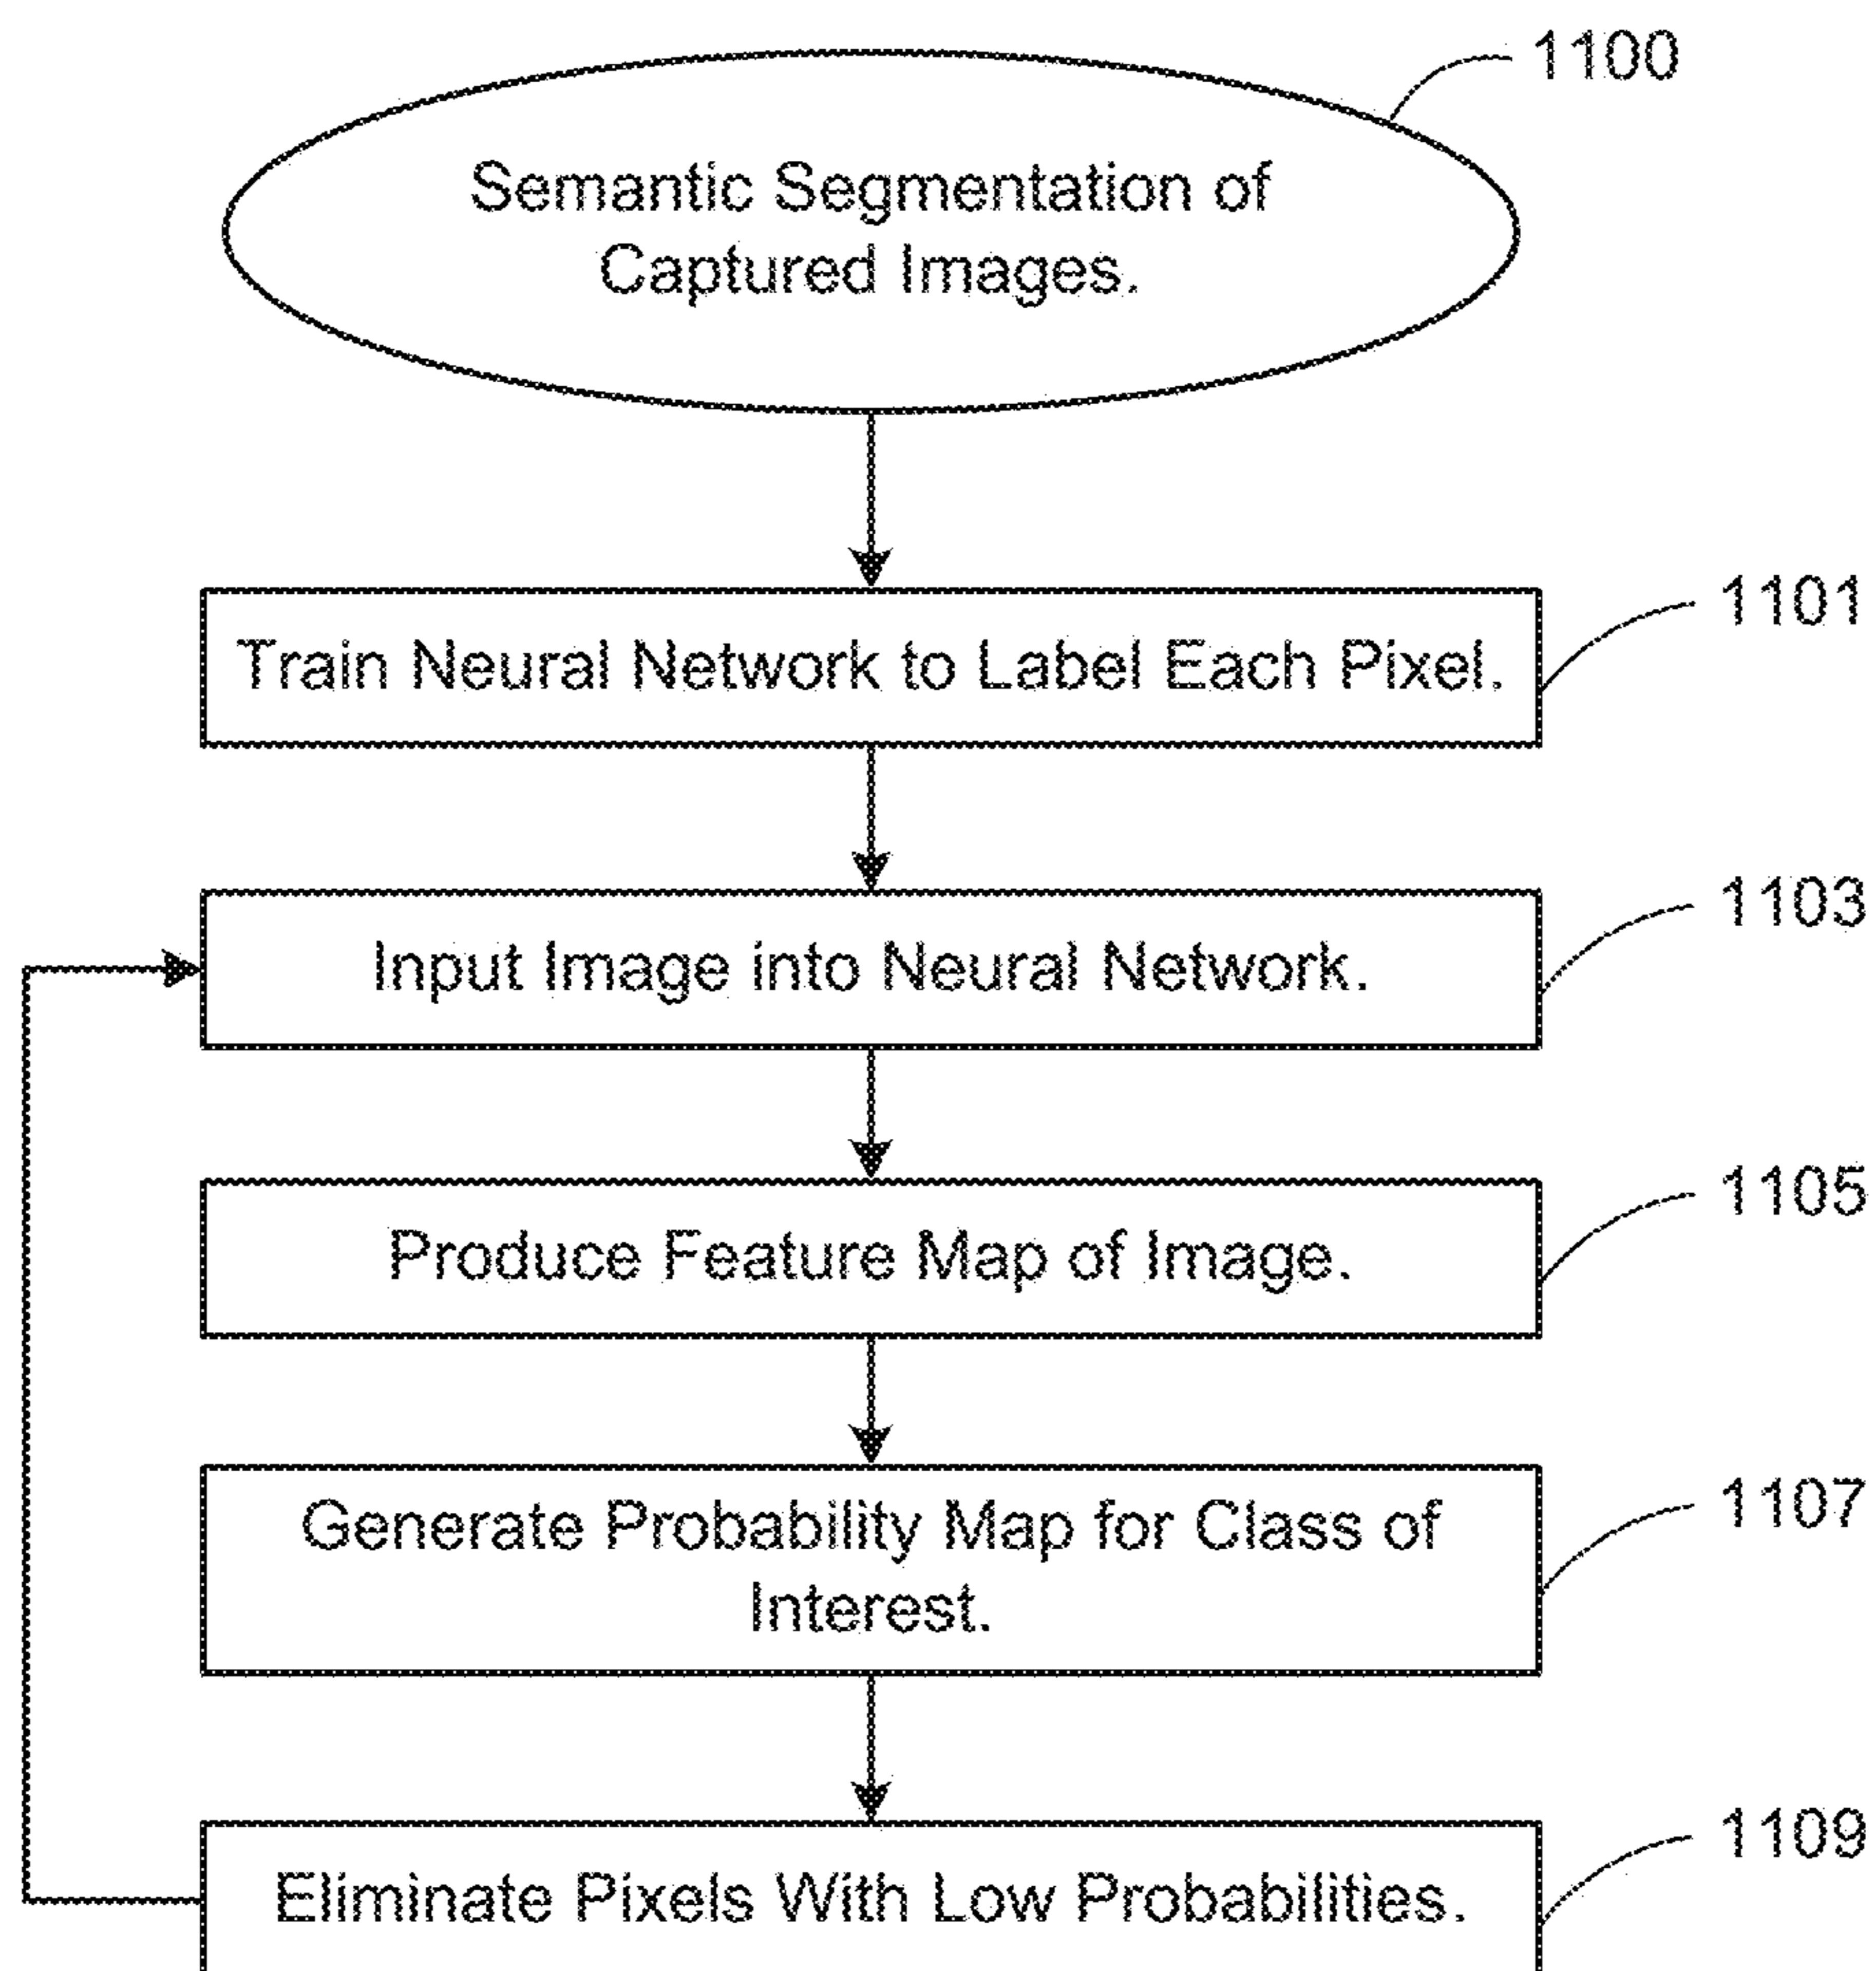 1100
Semantic Segmentation of
Captured Images.
1101
Train Neural Network to Label Each Pixel.
1103
Input Image into Neural Network.
1105
Produce Feature Map of Image.
1107
Generate Probability Map for Class of
Interest.
1109
Eliminate Pixels With Low Probabilities.